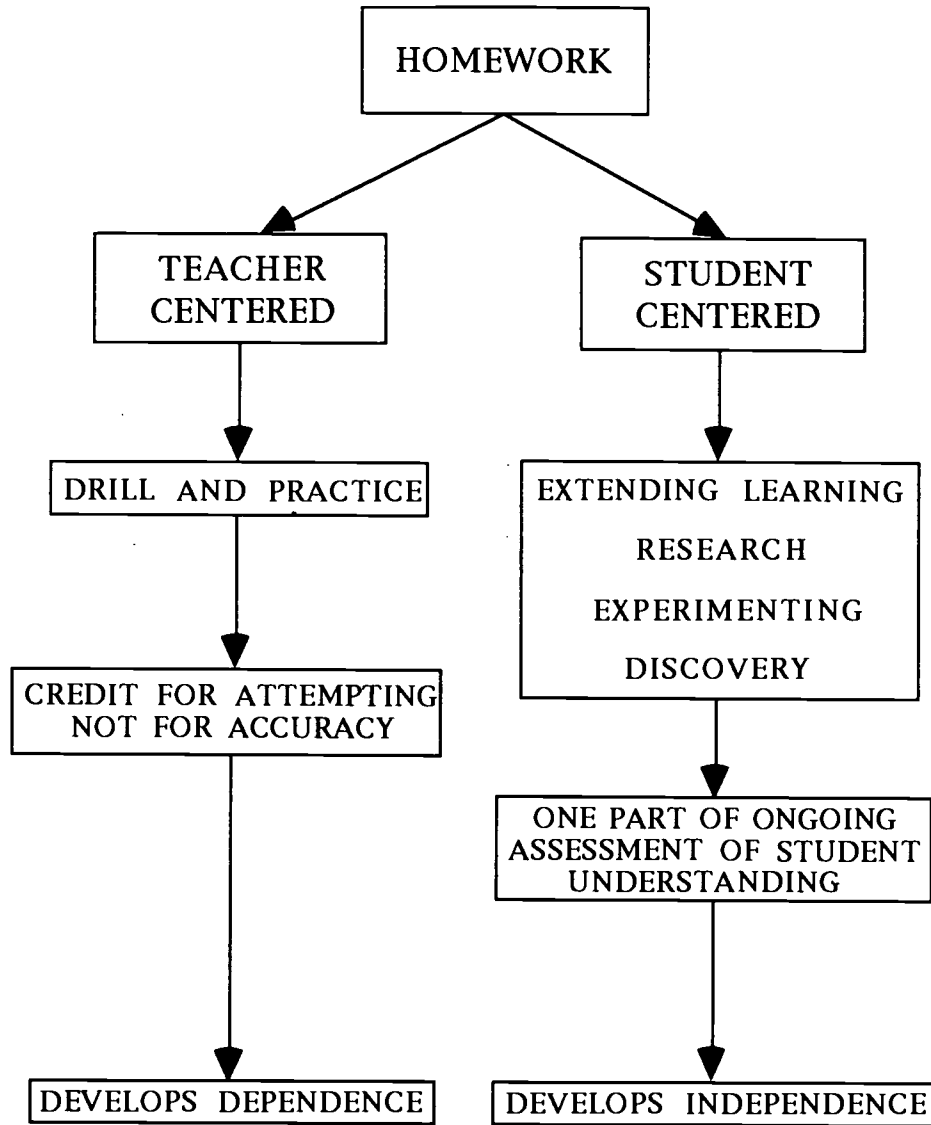 HOMEWORK
TEACHER
CENTERED
STUDENT
CENTERED
DRILL AND PRACTICE
EXTENDING LEARNING
RESEARCH
EXPERIMENTING
DISCOVERY
CREDIT FOR ATTEMPTING
NOT FOR ACCURACY
ONE PART OF ONGOING
ASSESSMENT OF STUDENT
UNDERSTANDING
DEVELOPS DEPENDENCE
DEVELOPS INDEPENDENCE